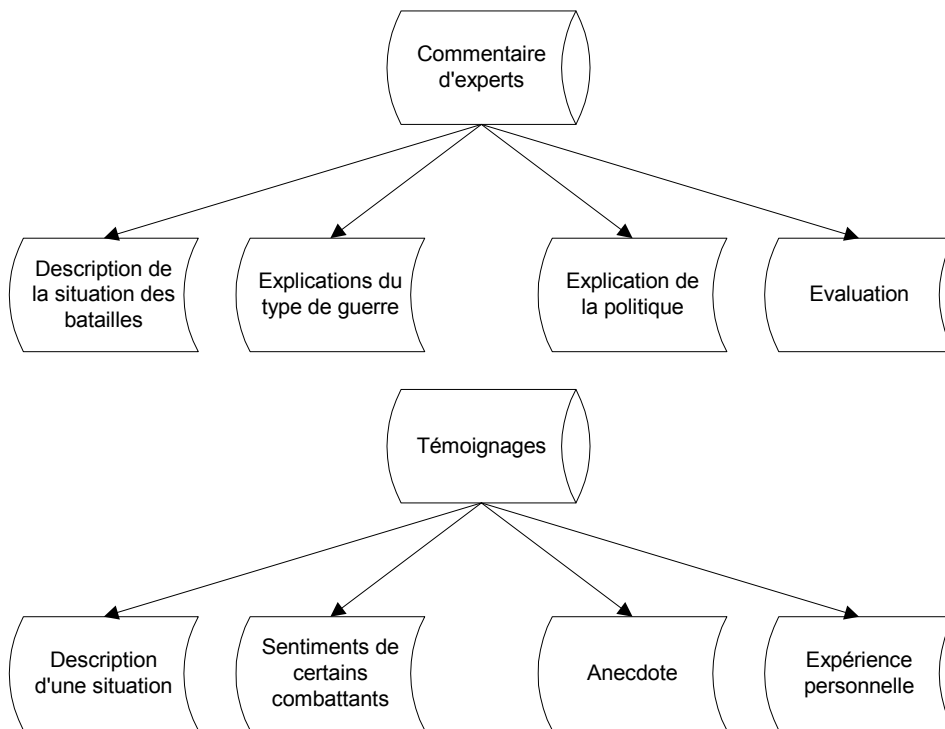 Commentaire
d'experts
Description de
la situation des
batailles
Explications du
type de guerre
Explication de
la politique
Evaluation
Témoignages
Description
d'une situation
Sentiments de
certains
combattants
Anecdote
Expérience
personnelle